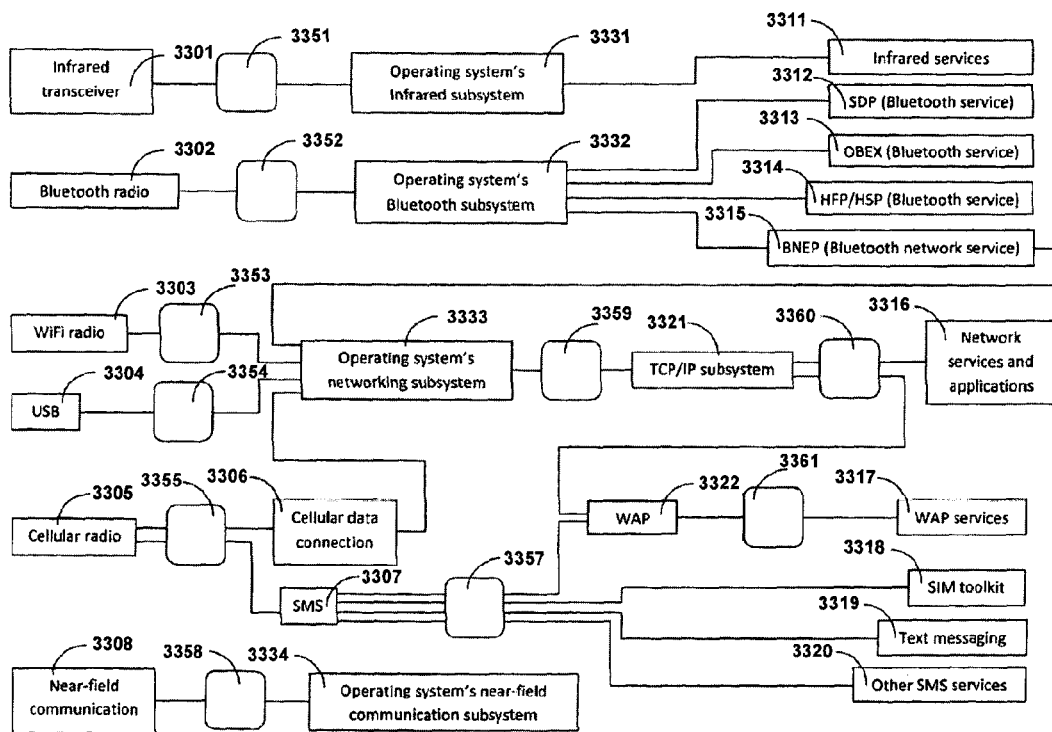 3301
3351
3331
3311
Infrared
transceiver
Operating system's
Infrared subsystem
Infrared services
3312
SDP (Bluetooth service)
3313
3302
3352
3332
OBEX (Bluetooth service)
3314
Bluetooth radio
Operating system's
Bluetooth subsystem
HFP/HSP (Bluetooth service)
3315
BNEP (Bluetooth network service)
3303
3353
3333
3359
3321
3360
3316
WiFi radio
Operating system's
networking subsystem
TCP/IP subsystem
Network
services and
applications
3304
3354
USB
3305
3355
3306
3322
3361
3317
Cellular radio
Cellular data
connection
WAP
WAP services
3357
3318
3307
SMS
SIM toolkit
3319
Text messaging
3320
Other SMS services
3308
3358
3334
Near-field
communication
Operating system's near-field
communication subsystem